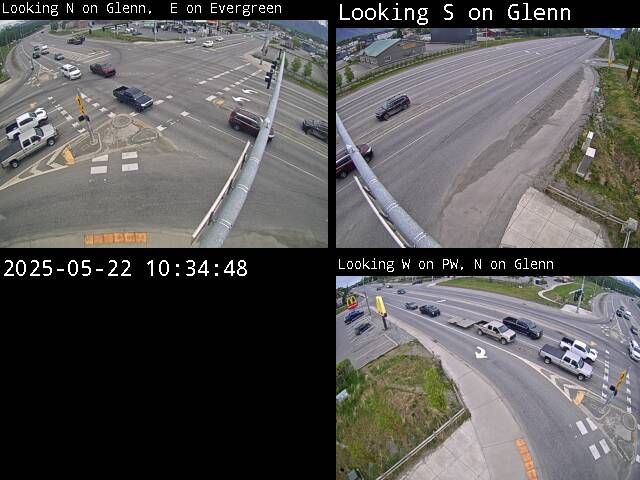 Looking N on Glenn,  E on Evergreen
Looking S on Glenn
2025-05-22 10:34:48
Looking W on PW, N on Glenn